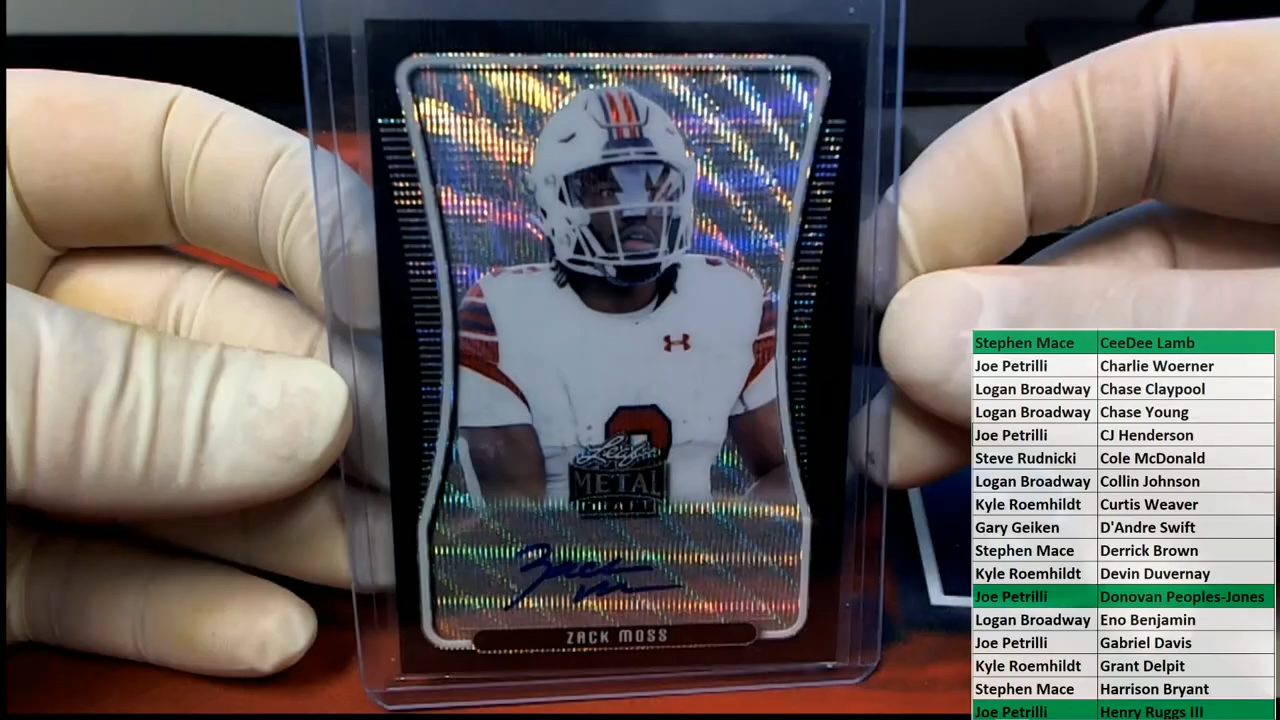 Leaf
METAL
DRAFT
Zack Moss
ZACK MOSS
Stephen Mace CeeDee Lamb
Joe Petrilli Charlie Woerner
Logan Broadway Chase Claypool
Logan Broadway Chase Young
Joe Petrilli CJ Henderson
Steve Rudnicki Cole McDonald
Logan Broadway Collin Johnson
Kyle Roemhildt Curtis Weaver
Gary Geiken D'Andre Swift
Stephen Mace Derrick Brown
Kyle Roemhildt Devin Duvernay
Joe Petrilli Donovan Peoples-Jones
Logan Broadway Eno Benjamin
Joe Petrilli Gabriel Davis
Kyle Roemhildt Grant Delpit
Stephen Mace Harrison Bryant
Joe Petrilli Henry Ruggs III